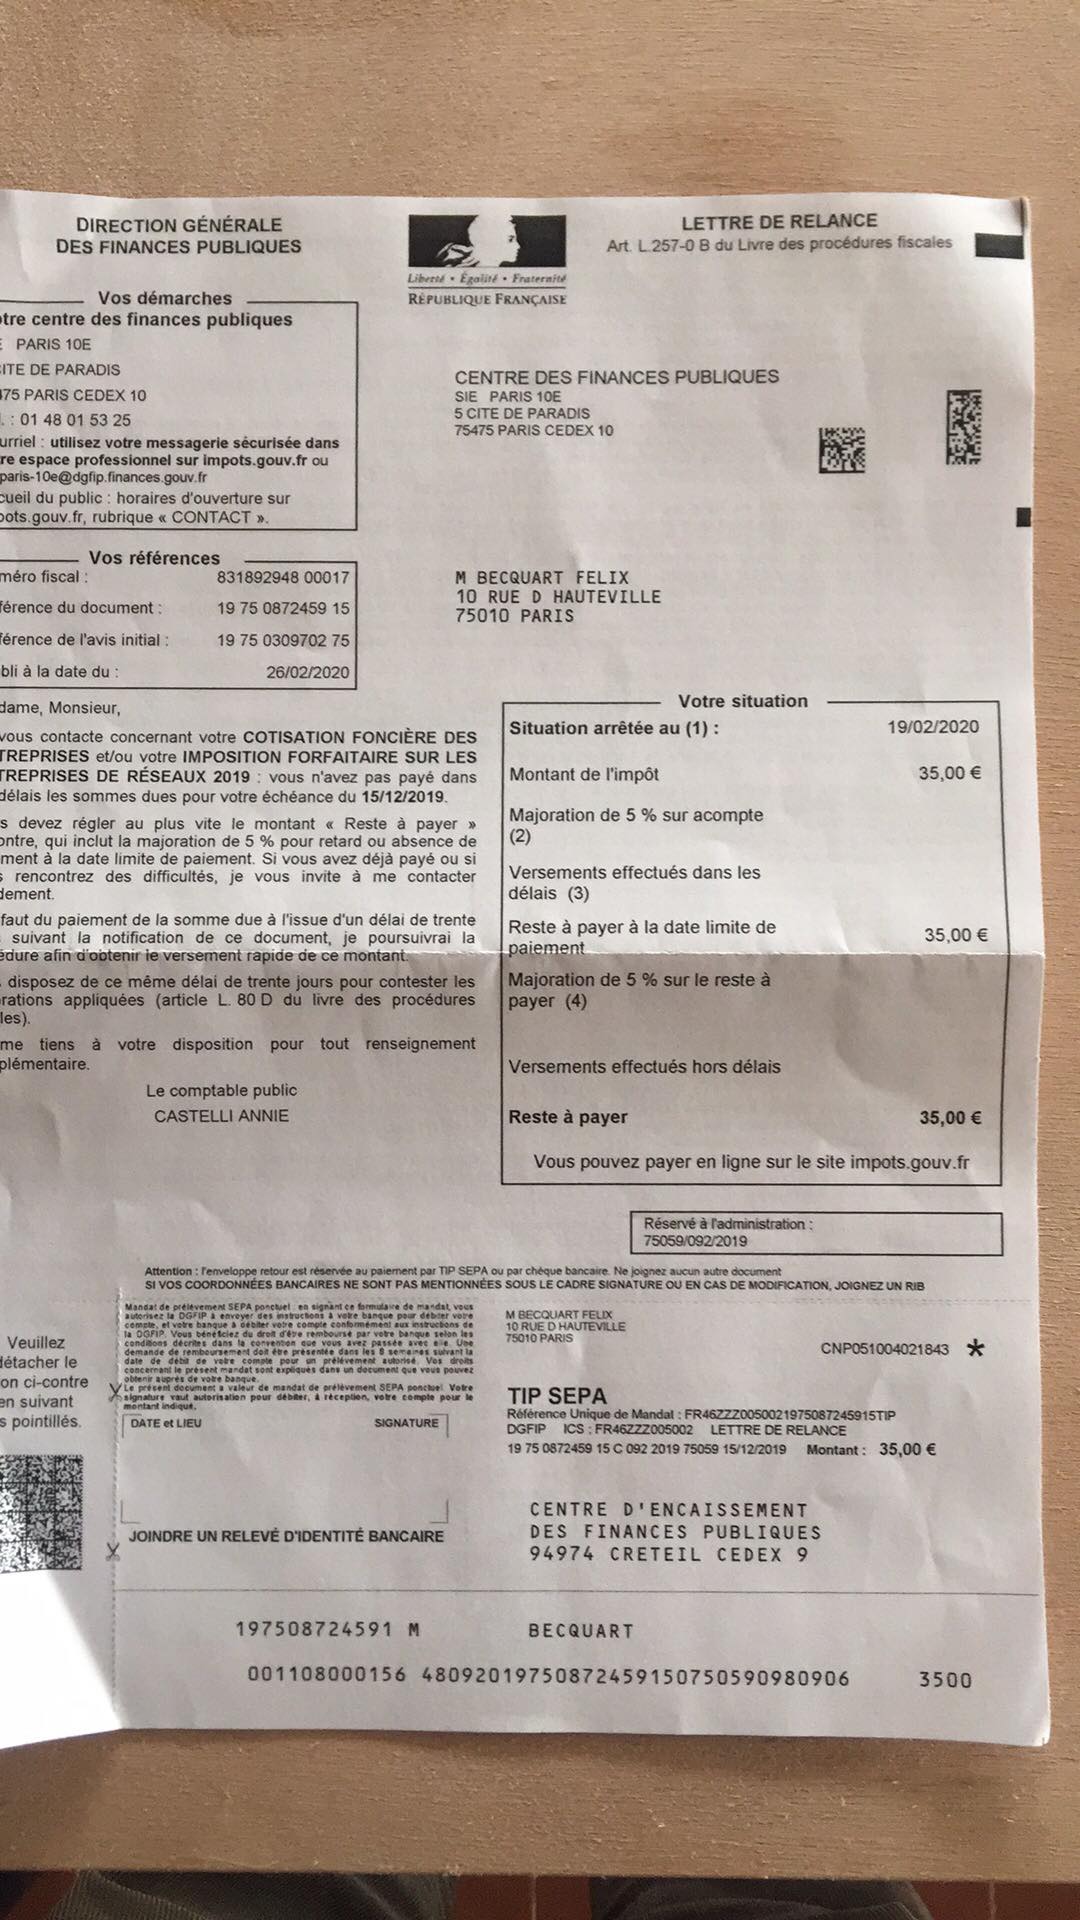 DIRECTION GÉNÉRALE
DES FINANCES PUBLIQUES
Liberté • Égalité • Fraternité
RÉPUBLIQUE FRANÇAISE
LETTRE DE RELANCE
Art. L.257-0 B du Livre des procédures fiscales
Vos démarches
tre centre des finances publiques
PARIS 10E
ITE DE PARADIS
75 PARIS CEDEX 10
. : 01 48 01 53 25
urriel : utilisez votre messagerie sécurisée dans
re espace professionnel sur impots.gouv.fr ou
paris-10e@dgfip.finances.gouv.fr
cueil du public : horaires d'ouverture sur
ots.gouv.fr, rubrique « CONTACT ».
CENTRE DES FINANCES PUBLIQUES
SIE PARIS 10E
5 CITE DE PARADIS
75475 PARIS CEDEX 10
Vos références
méro fiscal : 831892948 00017
férence du document : 19 75 0872459 15
férence de l'avis initial : 19 75 0309702 75
bli à la date du : 26/02/2020
M BECQUART FELIX
10 RUE D HAUTEVILLE
75010 PARIS
dame, Monsieur,
vous contacte concernant votre COTISATION FONCIÈRE DES
TREPRISES et/ou votre IMPOSITION FORFAITAIRE SUR LES
TREPRISES DE RÉSEAUX 2019 : vous n'avez pas payé dans
délais les sommes dues pour votre échéance du 15/12/2019.
s devez régler au plus vite le montant « Reste à payer »
ontre, qui inclut la majoration de 5 % pour retard ou absence de
ment à la date limite de paiement. Si vous avez déjà payé ou si
s rencontrez des difficultés, je vous invite à me contacter
dement.
faut du paiement de la somme due à l'issue d'un délai de trente
suivant la notification de ce document, je poursuivrai la
édure afin d'obtenir le versement rapide de ce montant.
disposez de ce même délai de trente jours pour contester les
rations appliquées (article L. 80 D du livre des procédures
les).
me tiens à votre disposition pour tout renseignement
plémentaire.
Le comptable public
CASTELLI ANNIE
Votre situation
Situation arrêtée au (1) : 19/02/2020
Montant de l'impôt 35,00 €
Majoration de 5 % sur acompte
(2)
Versements effectués dans les
délais (3)
Reste à payer à la date limite de
paiement 35,00 €
Majoration de 5 % sur le reste à
payer (4)
Versements effectués hors délais
Reste à payer 35,00 €
Vous pouvez payer en ligne sur le site impots.gouv.fr
Réservé à l'administration :
75059/092/2019
Attention : l'enveloppe retour est réservée au paiement par TIP SEPA ou par chèque bancaire. Ne joignez aucun autre document
SI VOS COORDONNÉES BANCAIRES NE SONT PAS MENTIONNÉES SOUS LE CADRE SIGNATURE OU EN CAS DE MODIFICATION, JOIGNEZ UN RIB
Veuillez
détacher le
on ci-contre
en suivant
s pointillés.
Mandat de prélèvement SEPA ponctuel : en signant ce formulaire de mandat, vous
autorisez la DGFIP à envoyer des instructions à votre banque pour débiter votre
compte, et votre banque à débiter votre compte conformément aux instructions de
la DGFIP. Vous bénéficiez du droit d'être remboursé par votre banque selon les
conditions décrites dans la convention que vous avez passée avec elle. Une
demande de remboursement doit être présentée dans les 8 semaines suivant la
date de débit de votre compte pour un prélèvement autorisé. Vos droits
concernant le présent mandat sont expliqués dans un document que vous pouvez
obtenir auprès de votre banque.
Le présent document a valeur de mandat de prélèvement SEPA ponctuel. Votre
signature vaut autorisation pour débiter, à réception, votre compte pour le
montant indiqué.
DATE et LIEU SIGNATURE
JOINDRE UN RELEVÉ D'IDENTITÉ BANCAIRE
M BECQUART FELIX
10 RUE D HAUTEVILLE
75010 PARIS
CNP051004021843 *
TIP SEPA
Référence Unique de Mandat : FR46ZZZ005002197508724591​5TIP
DGFIP ICS : FR46ZZZ005002 LETTRE DE RELANCE
19 75 0872459 15 C 092 2019 75059 15/12/2019 Montant : 35,00 €
CENTRE D'ENCAISSEMENT
DES FINANCES PUBLIQUES
94974 CRETEIL CEDEX 9
197508724591 M BECQUART
001108000156 480920197508724591507505​90980906 3500